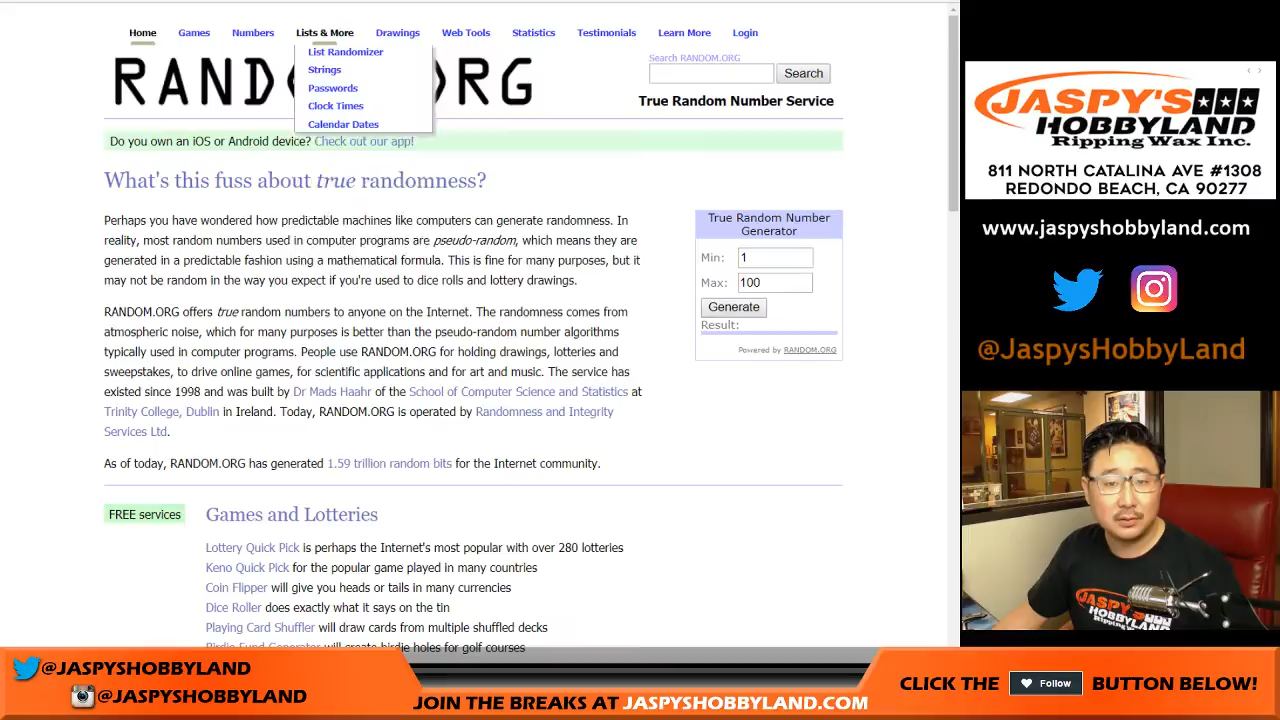 Home Games Numbers Lists & More Drawings Web Tools Statistics Testimonials Learn More Login
List Randomizer
Strings
Passwords
Clock Times
Calendar Dates
RAND RG
Search RANDOM.ORG
Search
True Random Number Service
Do you own an iOS or Android device? Check out our app!
What's this fuss about true randomness?
Perhaps you have wondered how predictable machines like computers can generate randomness. In
reality, most random numbers used in computer programs are pseudo-random, which means they are
generated in a predictable fashion using a mathematical formula. This is fine for many purposes, but it
may not be random in the way you expect if you're used to dice rolls and lottery drawings.
RANDOM.ORG offers true random numbers to anyone on the Internet. The randomness comes from
atmospheric noise, which for many purposes is better than the pseudo-random number algorithms
typically used in computer programs. People use RANDOM.ORG for holding drawings, lotteries and
sweepstakes, to drive online games, for scientific applications and for art and music. The service has
existed since 1998 and was built by Dr Mads Haahr of the School of Computer Science and Statistics at
Trinity College, Dublin in Ireland. Today, RANDOM.ORG is operated by Randomness and Integrity
Services Ltd.
As of today, RANDOM.ORG has generated 1.59 trillion random bits for the Internet community.
True Random Number
Generator
Min: 1
Max: 100
Generate
Result:
Powered by RANDOM.ORG
FREE services
Games and Lotteries
Lottery Quick Pick is perhaps the Internet's most popular with over 280 lotteries
Keno Quick Pick for the popular game played in many countries
Coin Flipper will give you heads or tails in many currencies
Dice Roller does exactly what it says on the tin
Playing Card Shuffler will draw cards from multiple shuffled decks
Birdie Fund Generator will create birdie holes for golf courses
JASPY'S
HOBBYLAND
Ripping Wax Inc.
811 NORTH CATALINA AVE #1308
REDONDO BEACH, CA 90277
www.jaspyshobbyland.com
@JaspysHobbyLand
JASPY'S
HOBBYLAND
Ripping Wax
@JASPYSHOBBYLAND
@JASPYSHOBBYLAND
JOIN THE BREAKS AT JASPYSHOBBYLAND.COM
CLICK THE Follow BUTTON BELOW!